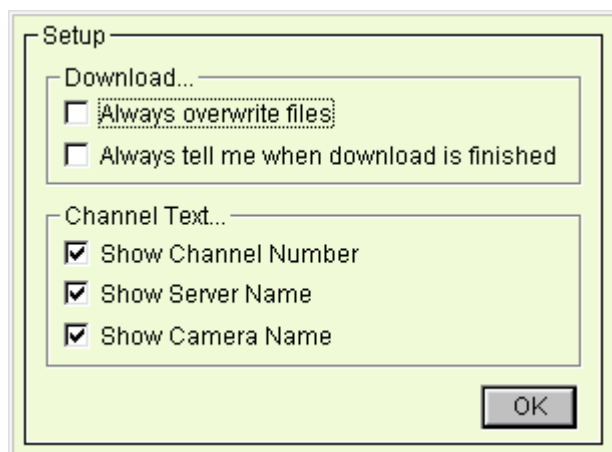 Setup
Download...
Always overwrite files
Always tell me when download is finished
Channel Text...
Show Channel Number
Show Server Name
Show Camera Name
OK